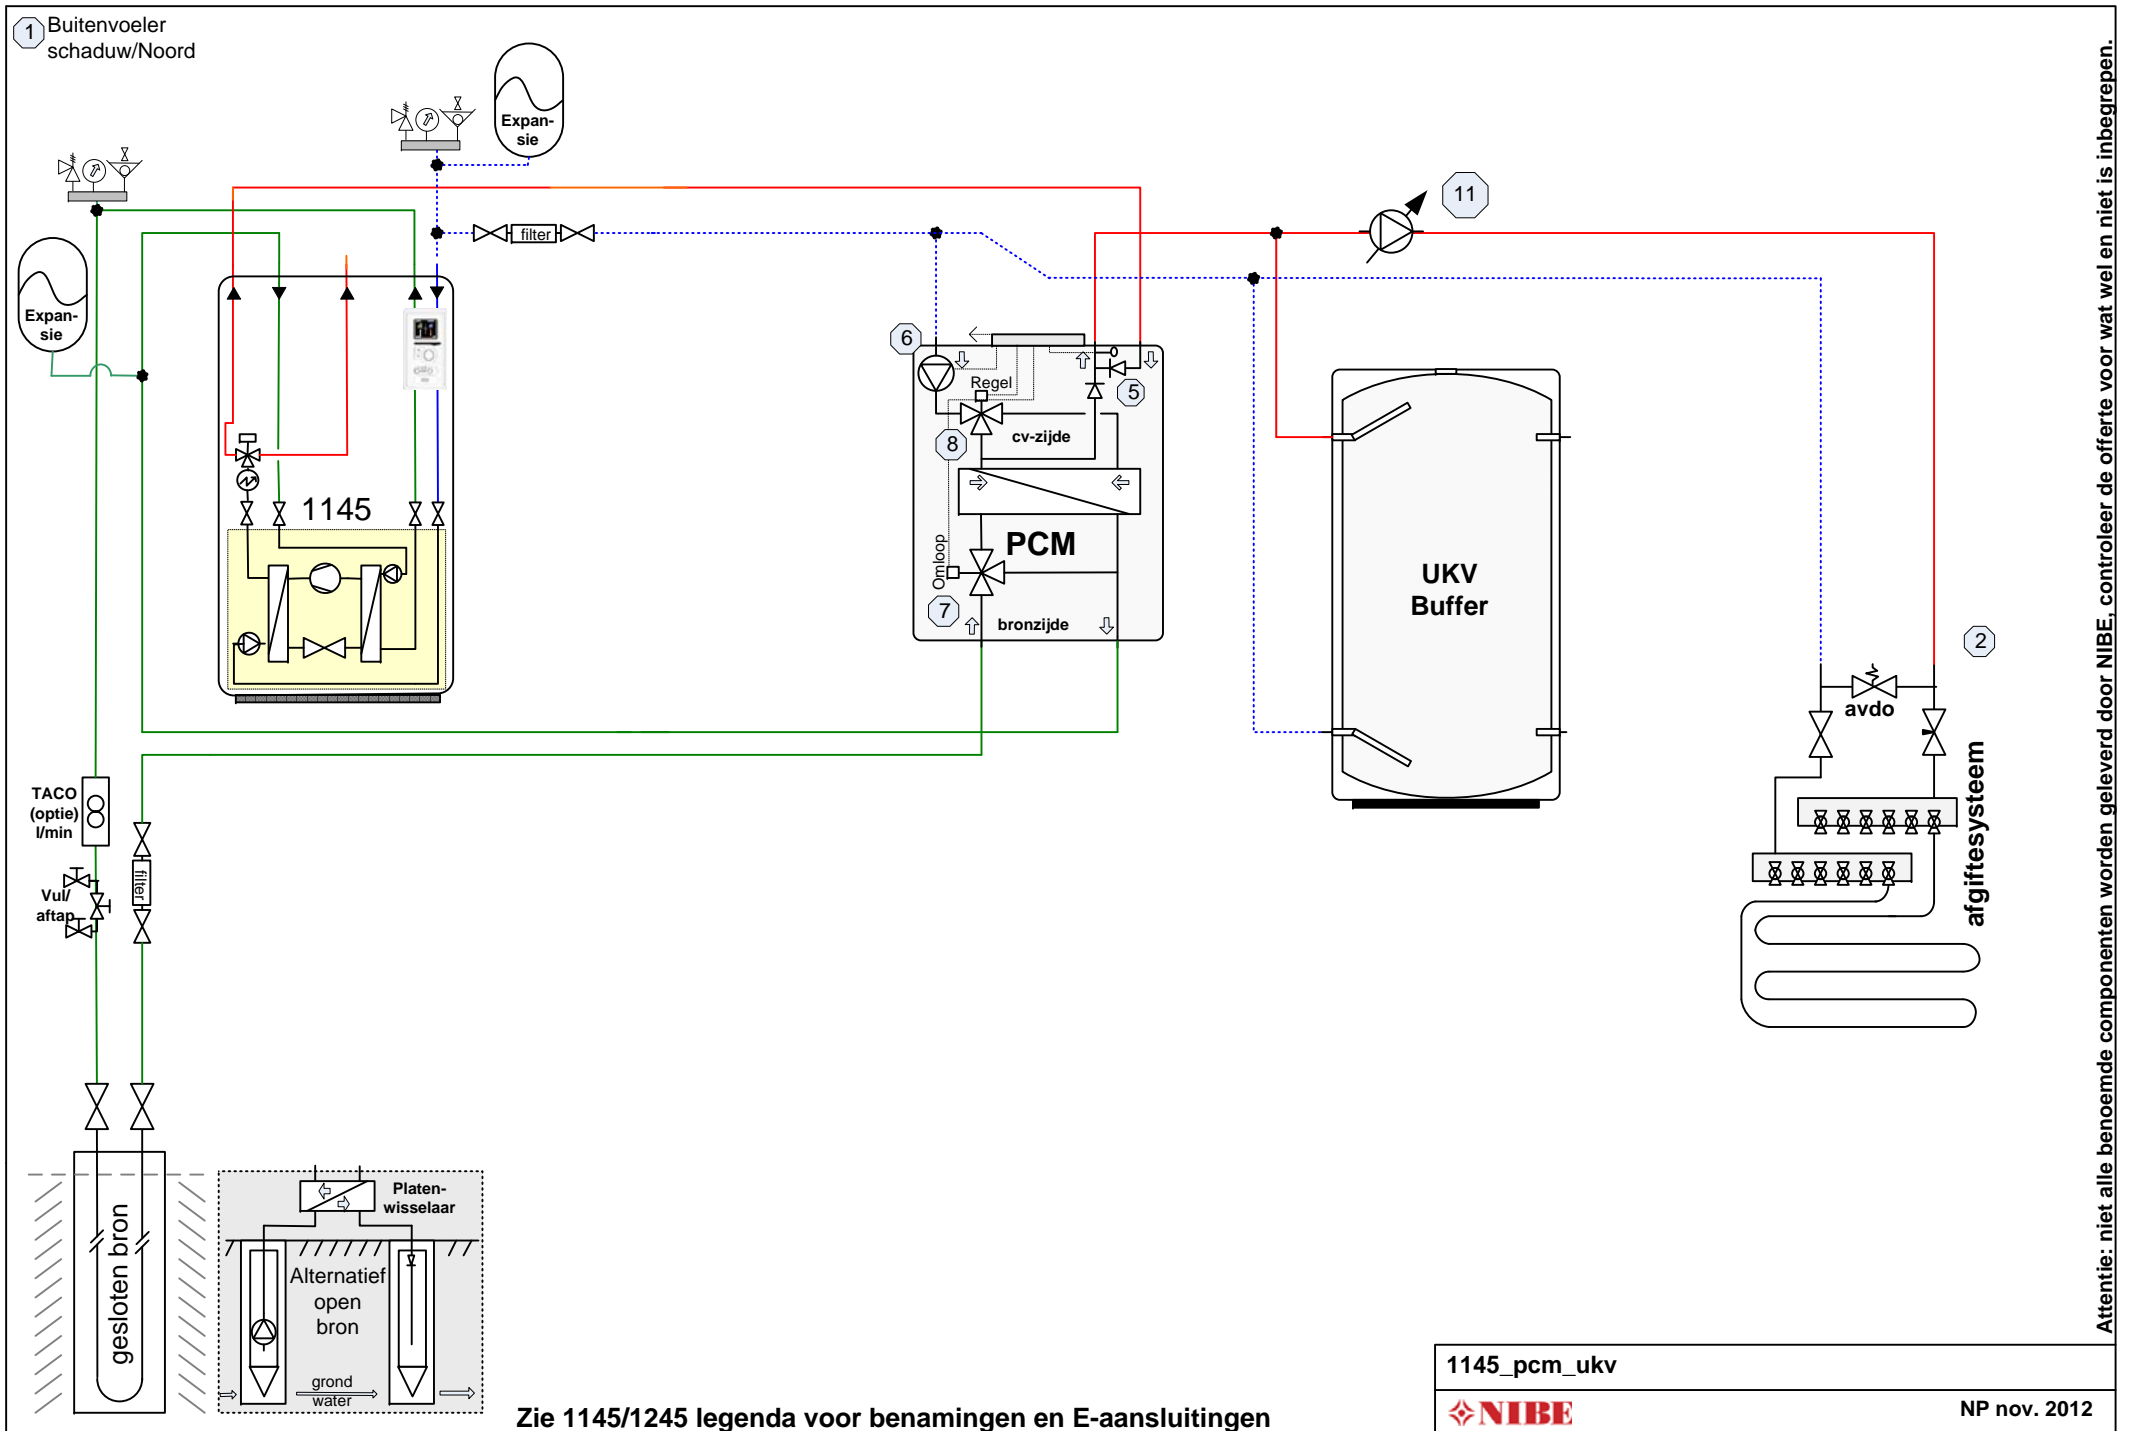 1
Buitenvoeler
schaduw/Noord
Expan-
sie
11
filter
Expan-
sie
6
Regel
5
8
cv-zijde
1145
PCM
Omloop
7
bronzijde
UKV
Buffer
2
avdo
afgiftesysteem
TACO
(optie)
l/min
filter
Vul/
aftap
gesloten bron
Platen-
wisselaar
Alternatief
open
bron
grond
water
Zie 1145/1245 legenda voor benamingen en E-aansluitingen
1145_pcm_ukv
NIBE
NP nov. 2012
Attentie: niet alle benoemde componenten worden geleverd door NIBE, controleer de offerte voor wat wel en niet is inbegrepen.